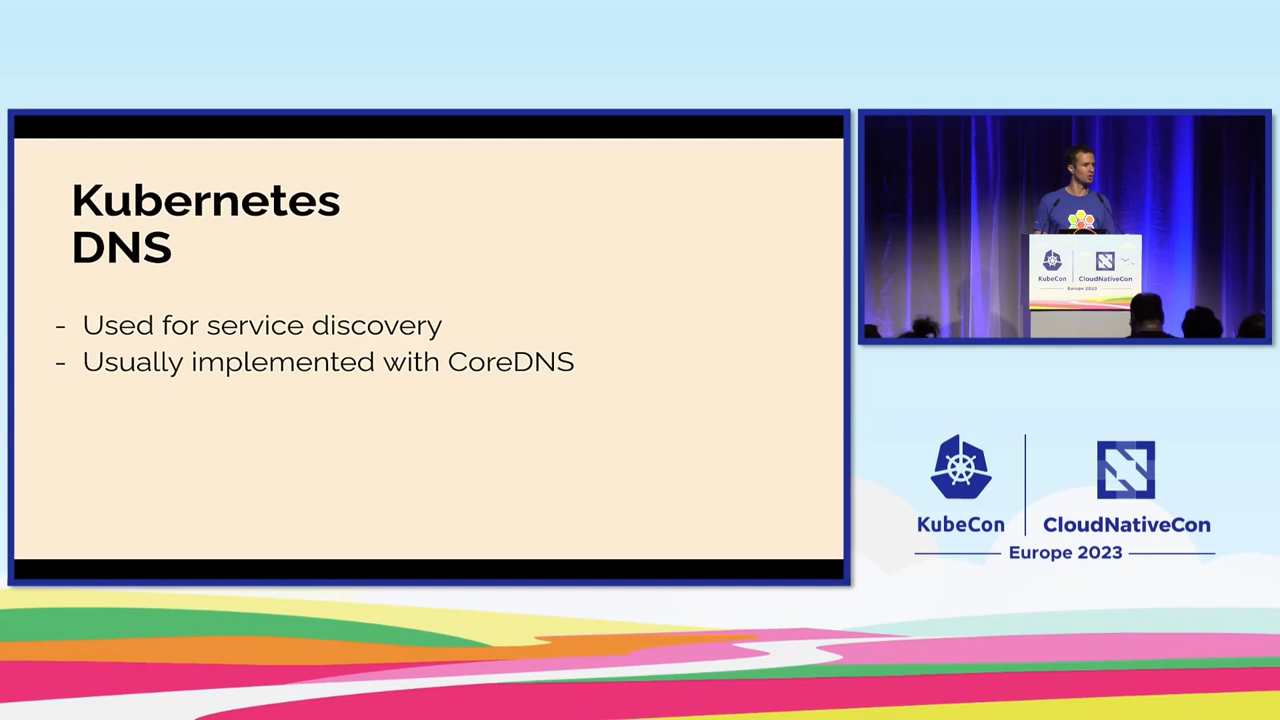 Kubernetes
DNS
- Used for service discovery
- Usually implemented with CoreDNS
KubeCon
CloudNativeCon
Europe 2023
KubeCon
CloudNativeCon
Europe 2023